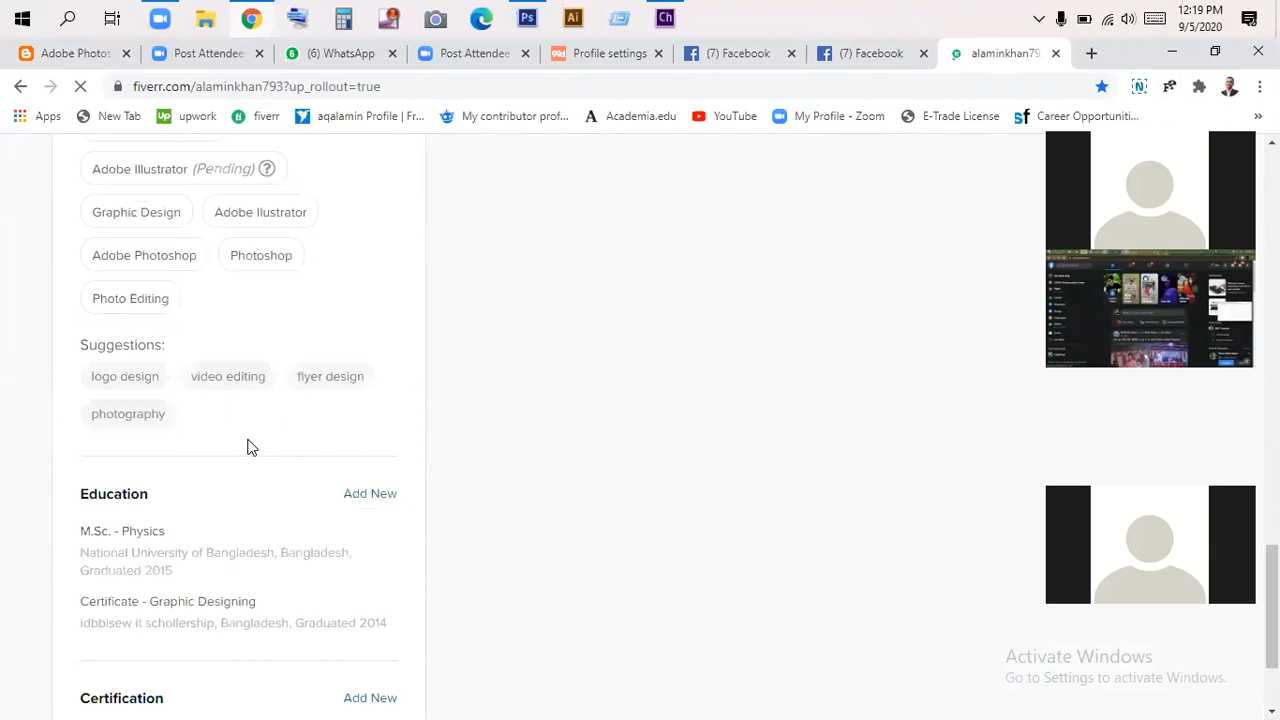 12:19 PM
9/5/2020
Adobe Photos
Post Attendee
(6) WhatsApp
Post Attendee
Profile settings
(7) Facebook
(7) Facebook
alaminkhan79
fiverr.com/alaminkhan793?up_rollout=true
Apps
New Tab
upwork
fiverr
aqalamin Profile | Fr...
My contributor prof...
Academia.edu
YouTube
My Profile - Zoom
E-Trade License
Career Opportuniti...
Adobe Illustrator (Pending)
Graphic Design
Adobe Ilustrator
Adobe Photoshop
Photoshop
Photo Editing
Suggestions:
logo design
video editing
flyer design
photography
Education
Add New
M.Sc. - Physics
National University of Bangladesh, Bangladesh,
Graduated 2015
Certificate - Graphic Designing
idbbisew it schollership, Bangladesh, Graduated 2014
Certification
Add New
Activate Windows
Go to Settings to activate Windows.